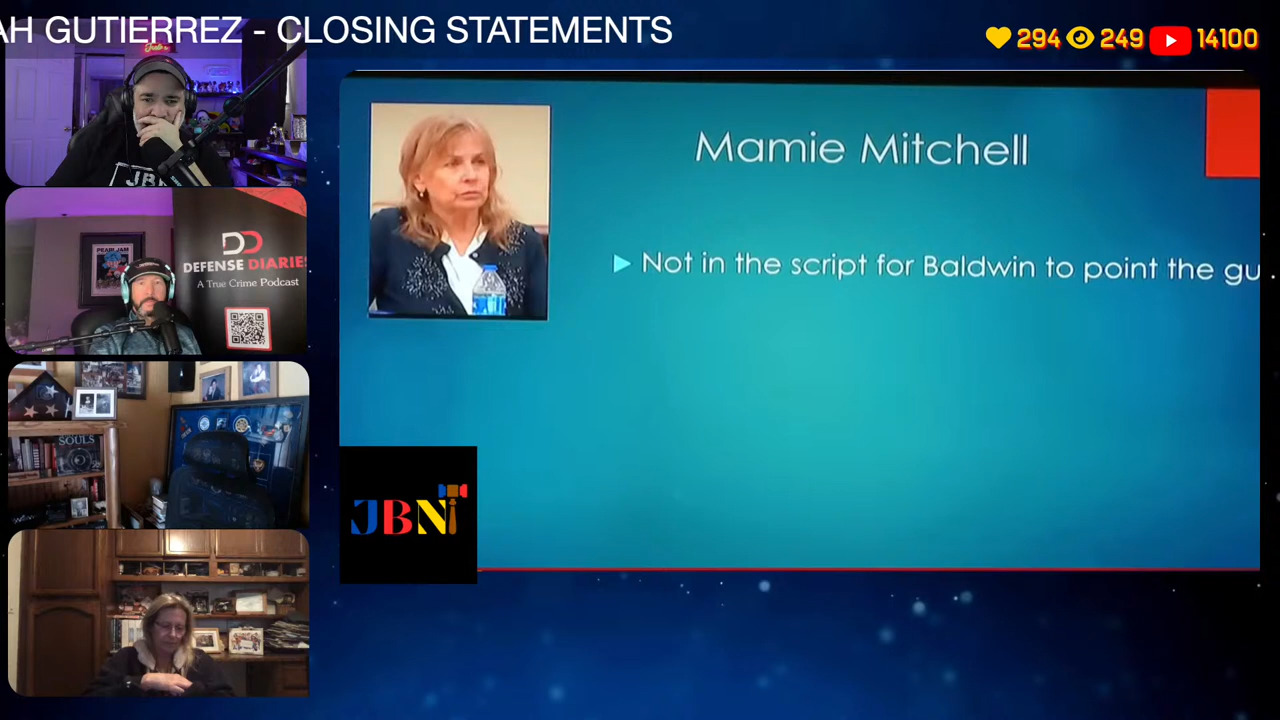 AH GUTIERREZ - CLOSING STATEMENTS
294 249 14100
Mamie Mitchell
Not in the script for Baldwin to point the gu
JBN
DD
DEFENSE DIARIES
A True Crime Podcast
PEARL JAM
SOULS
JBN